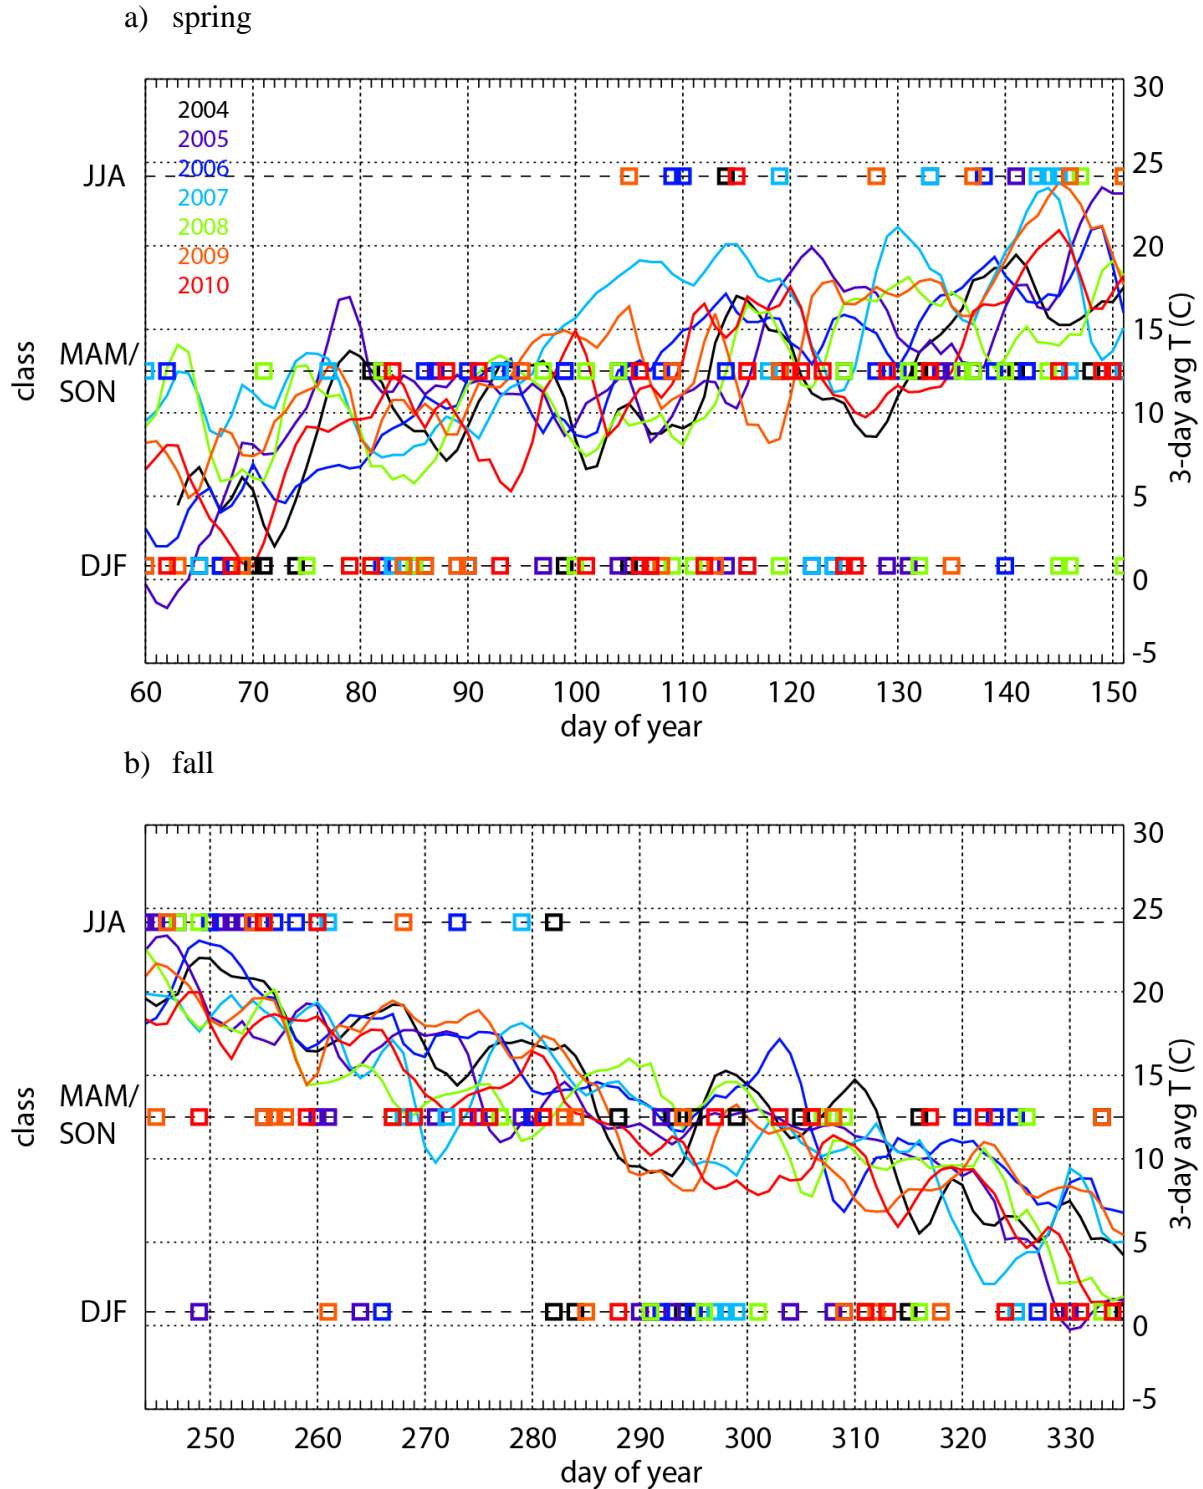 a) spring
30
2004
2005
JJA
2006
25
2007
2008
20
2009
2010
15
MAM/
SON
class
10
3-day avg T (C)
5
DJF
0
-5
60 70 80 90 100 110 120 130 140 150
day of year
b) fall
30
JJA
25
20
15
MAM/
SON
class
10
3-day avg T (C)
5
DJF
0
-5
250 260 270 280 290 300 310 320 330
day of year